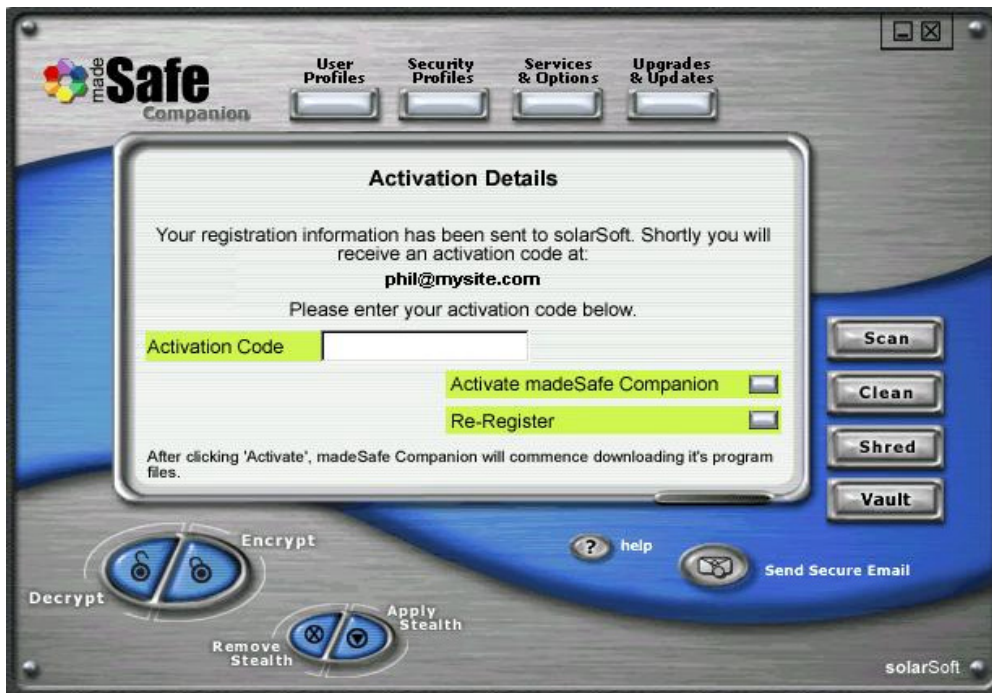 made
Safe
Companion
User
Profiles
Security
Profiles
Services
& Options
Upgrades
& Updates
Activation Details
Your registration information has been sent to solarSoft. Shortly you will
receive an activation code at:
phil@mysite.com
Please enter your activation code below.
Activation Code
Activate madeSafe Companion
Re-Register
After clicking 'Activate', madeSafe Companion will commence downloading it's program
files.
Scan
Clean
Shred
Vault
Encrypt
Decrypt
? help
Send Secure Email
Apply
Stealth
Remove
Stealth
solarSoft